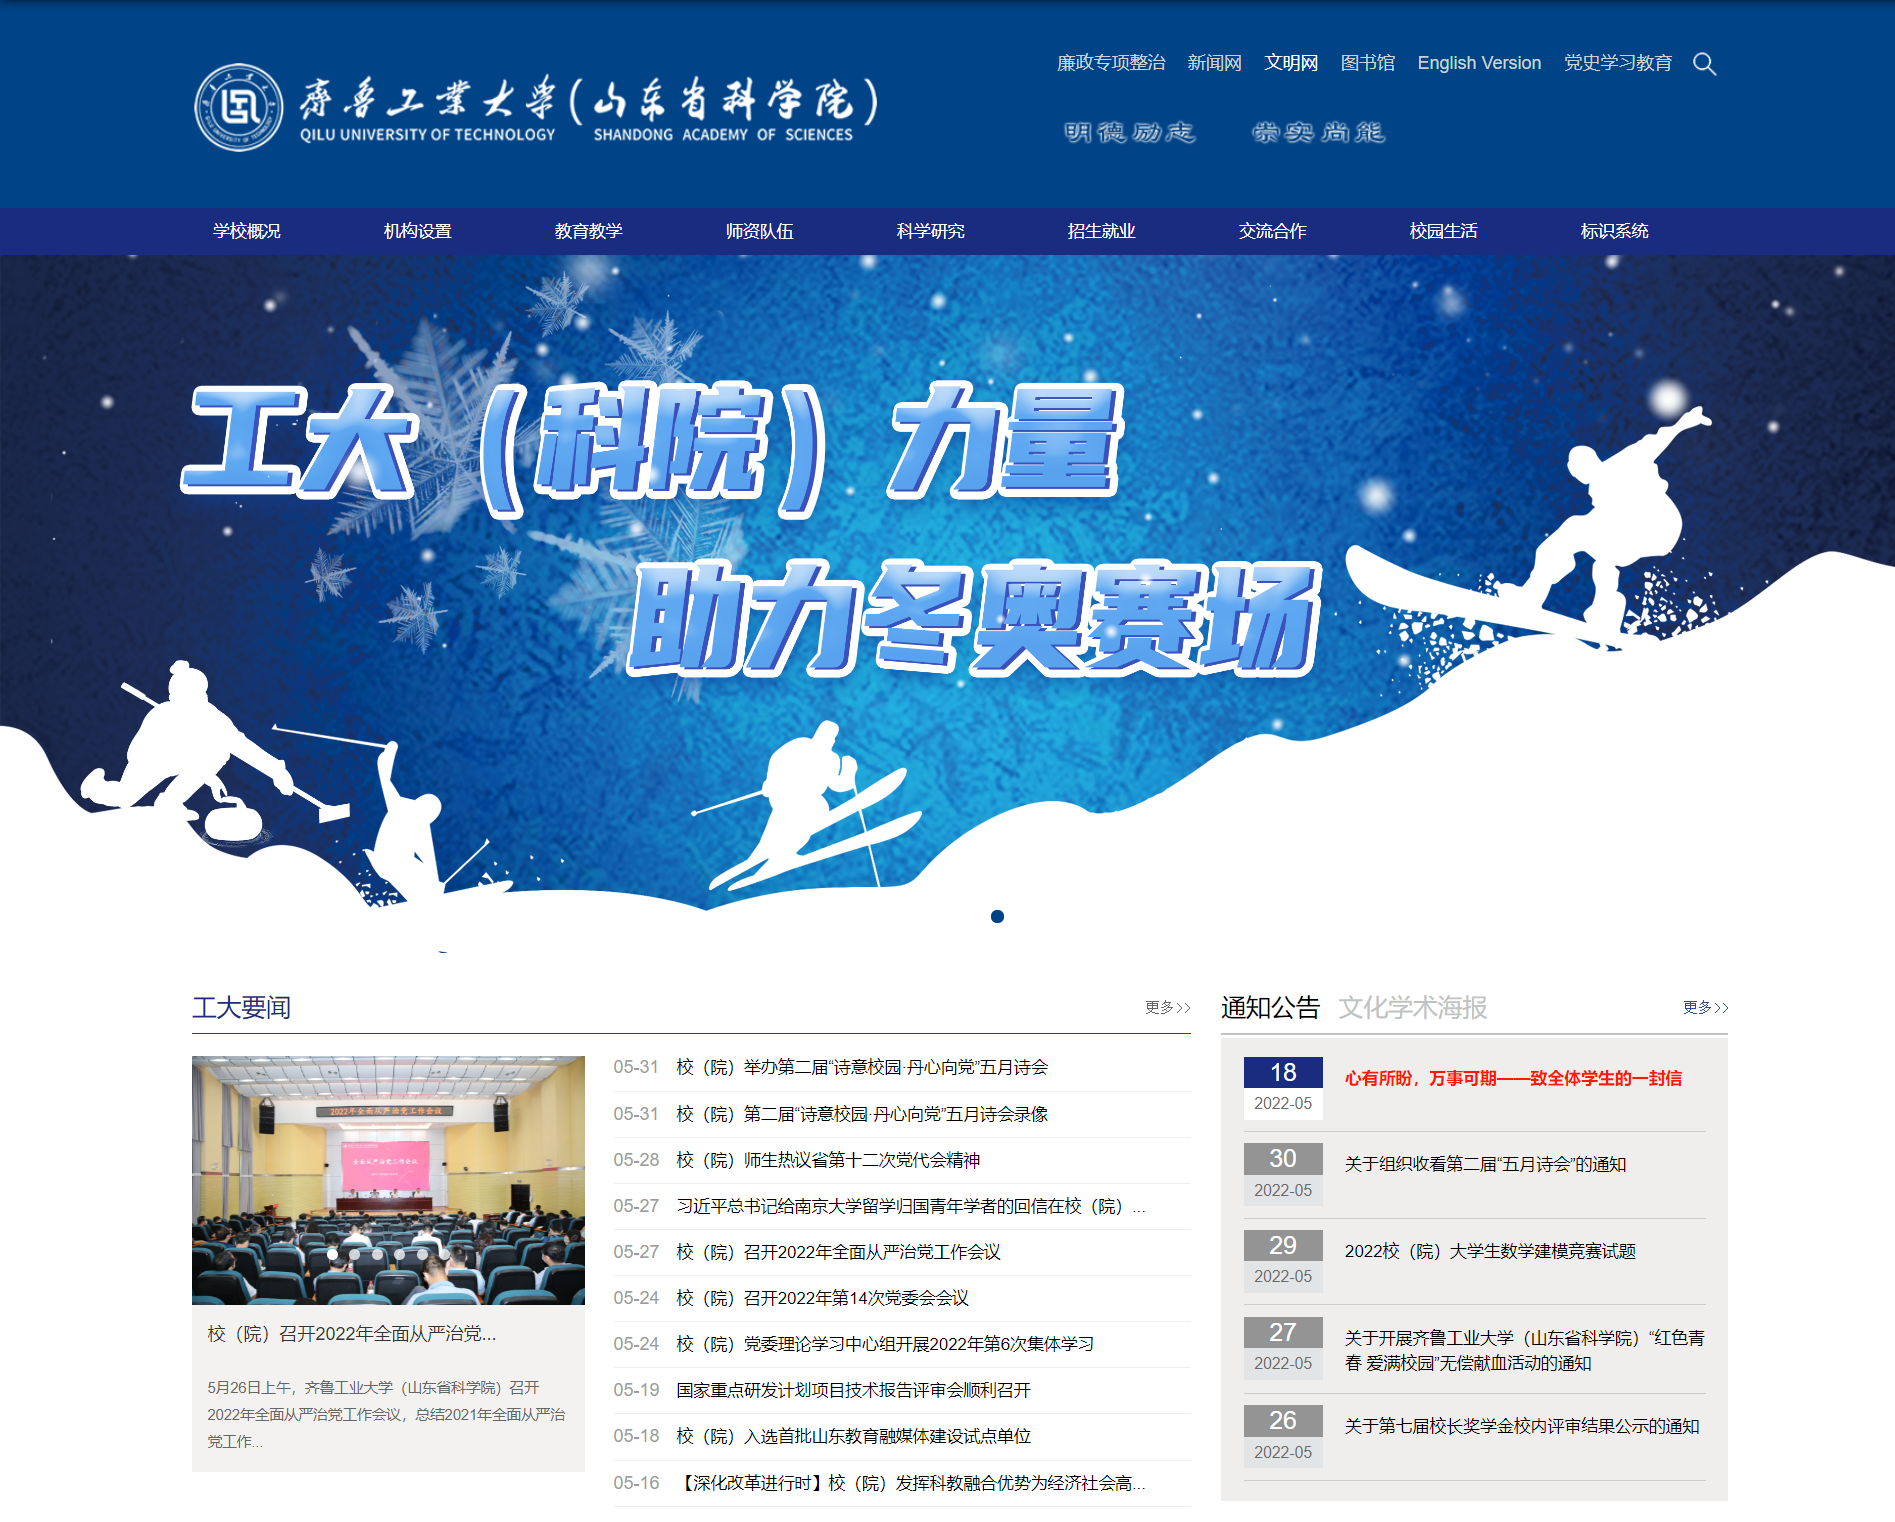 廉政专项整治 新闻网 文明网 图书馆 English Version 党史学习教育
齐鲁工業大学(山东省科学院)
QILU UNIVERSITY OF TECHNOLOGY SHANDONG ACADEMY OF SCIENCES
明德励志 崇实尚能
学校概况 机构设置 教育教学 师资队伍 科学研究 招生就业 交流合作 校园生活 标识系统
工大（科院）力量
助力冬奥赛场
工大要闻 更多>>
2022年全面从严治党工作会议
全面从严治党工作会议
校（院）召开2022年全面从严治党...
5月26日上午，齐鲁工业大学（山东省科学院）召开
2022年全面从严治党工作会议，总结2021年全面从严治
党工作...
05-31 校（院）举办第二届“诗意校园·丹心向党”五月诗会
05-31 校（院）第二届“诗意校园·丹心向党”五月诗会录像
05-28 校（院）师生热议省第十二次党代会精神
05-27 习近平总书记给南京大学留学归国青年学者的回信在校（院）...
05-27 校（院）召开2022年全面从严治党工作会议
05-24 校（院）召开2022年第14次党委会会议
05-24 校（院）党委理论学习中心组开展2022年第6次集体学习
05-19 国家重点研发计划项目技术报告评审会顺利召开
05-18 校（院）入选首批山东教育融媒体建设试点单位
05-16 【深化改革进行时】校（院）发挥科教融合优势为经济社会高...
通知公告 文化学术海报 更多>>
18
2022-05
心有所盼，万事可期——致全体学生的一封信
30
2022-05
关于组织收看第二届“五月诗会”的通知
29
2022-05
2022校（院）大学生数学建模竞赛试题
27
2022-05
关于开展齐鲁工业大学（山东省科学院）“红色青
春 爱满校园”无偿献血活动的通知
26
2022-05
关于第七届校长奖学金校内评审结果公示的通知